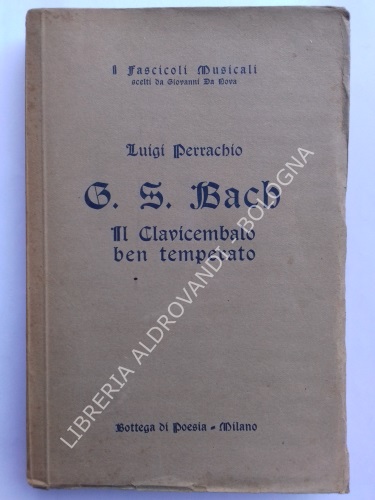 I Fascicoli Musicali
scelti da Giovanni Da Nova
Luigi Perrachio
G. S. Bach
Il Clavicembalo
ben temperato
Bottega di Poesia - Milano
LIBRERIA ALDROVANDI - BOLOGNA